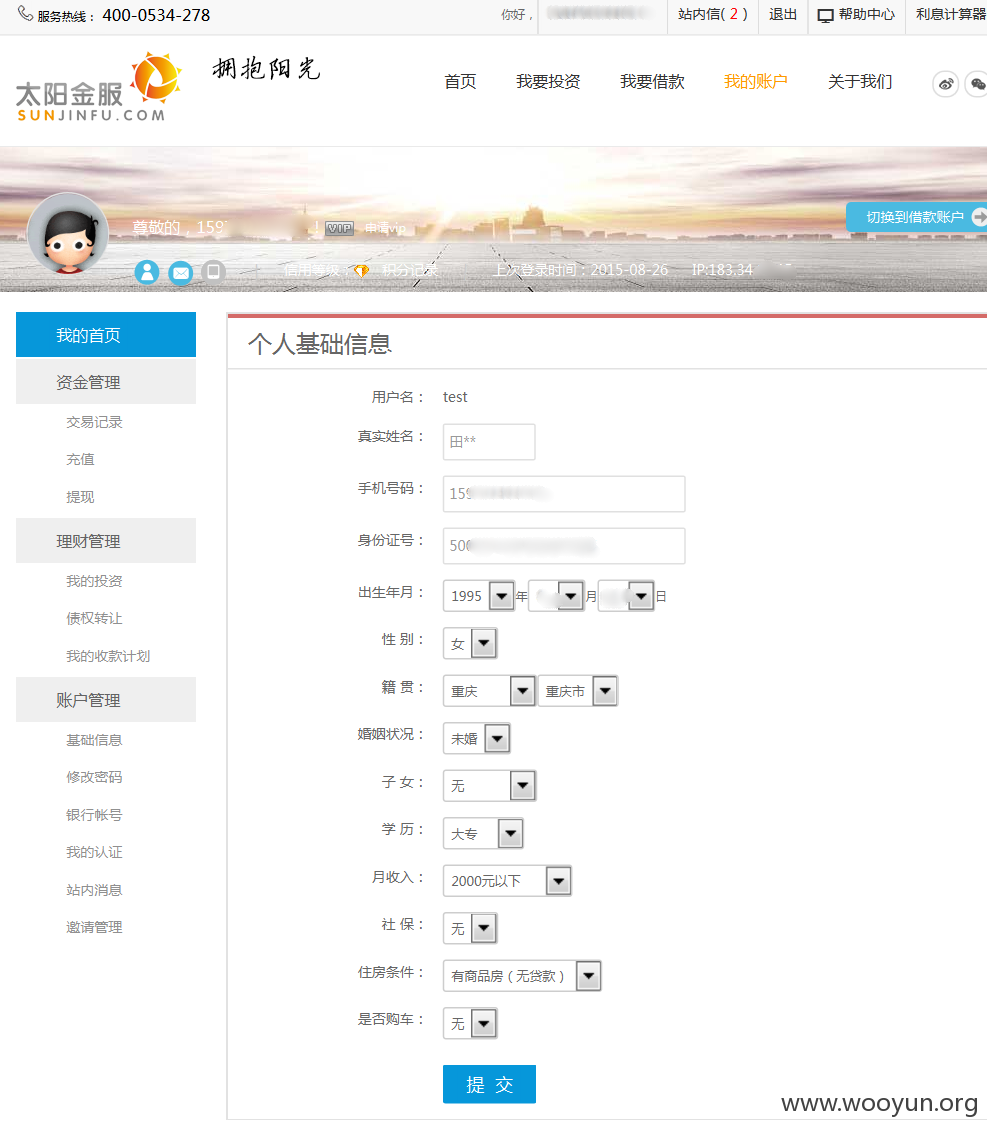 服务热线： 400-0534-278 你好， 站内信( 2 ) 退出 帮助中心 利息计算器
太阳金服 拥抱阳光
SUNJINFU.COM
首页 我要投资 我要借款 我的账户 关于我们
尊敬的，159 ！ VIP 申请vip
切换到借款账户
信用等级： 积分记录 上次登录时间：2015-08-26 IP:183.34
我的首页
资金管理
交易记录
充值
提现
理财管理
我的投资
债权转让
我的收款计划
账户管理
基础信息
修改密码
银行帐号
我的认证
站内消息
邀请管理
个人基础信息
用户名： test
真实姓名： 田**
手机号码： 159
身份证号： 500
出生年月： 1995 年 月 日
性 别： 女
籍 贯： 重庆 重庆市
婚姻状况： 未婚
子 女： 无
学 历： 大专
月收入： 2000元以下
社 保： 无
住房条件： 有商品房（无贷款）
是否购车： 无
提 交
www.wooyun.org